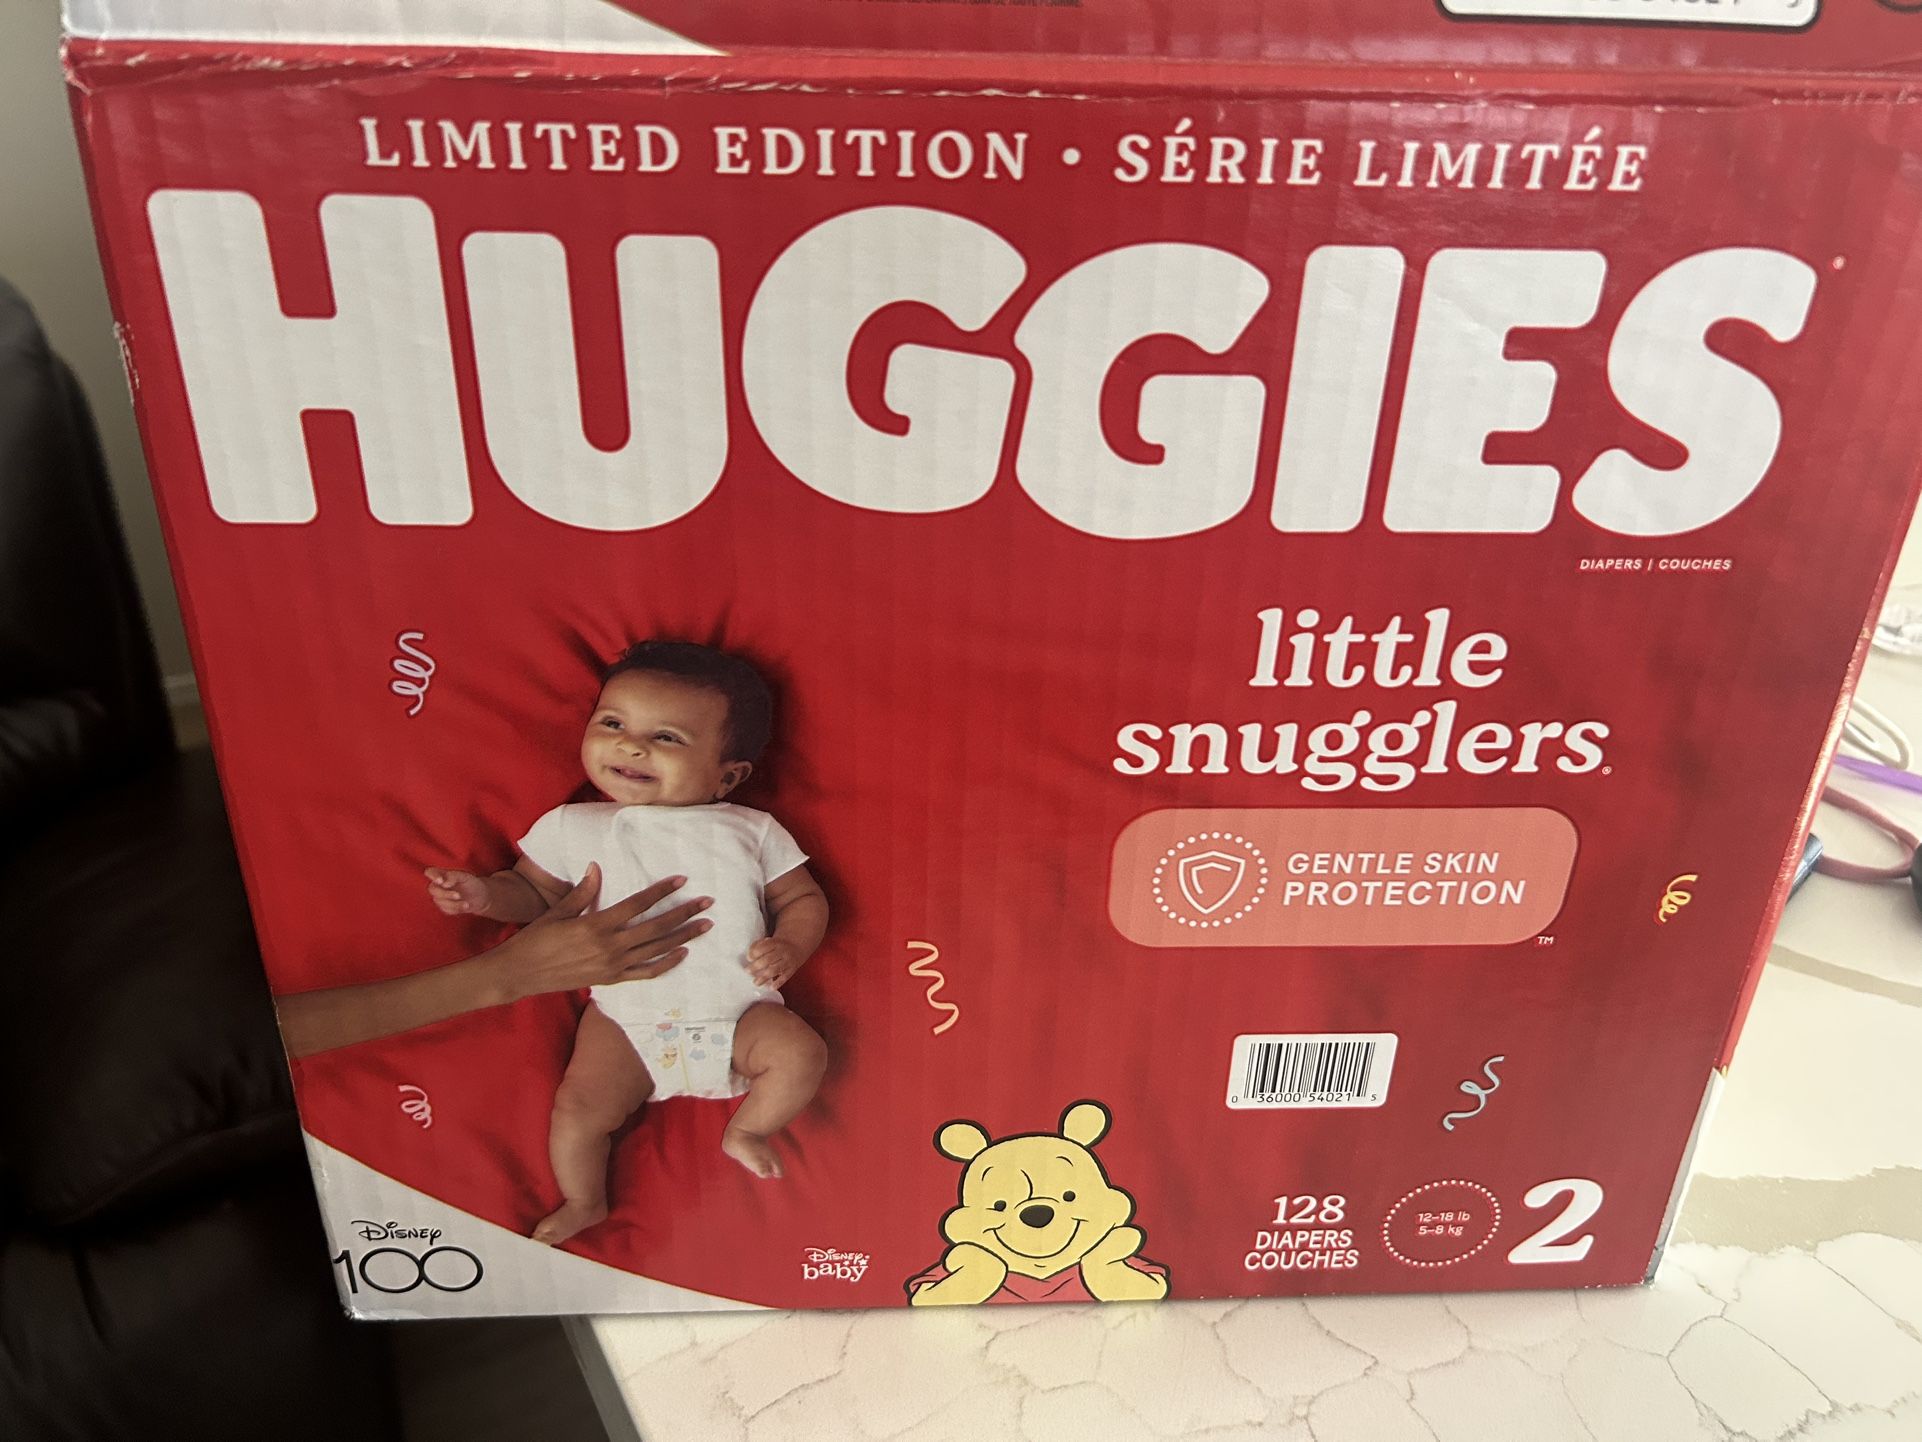 LIMITED EDITION • SÉRIE LIMITÉE
HUGGIES®
DIAPERS | COUCHES
little
snugglers®
GENTLE SKIN
PROTECTION
™
0 36000 54021 5
128
DIAPERS
COUCHES
12–18 lb
5–8 kg
2
Disney
100
Disney
baby